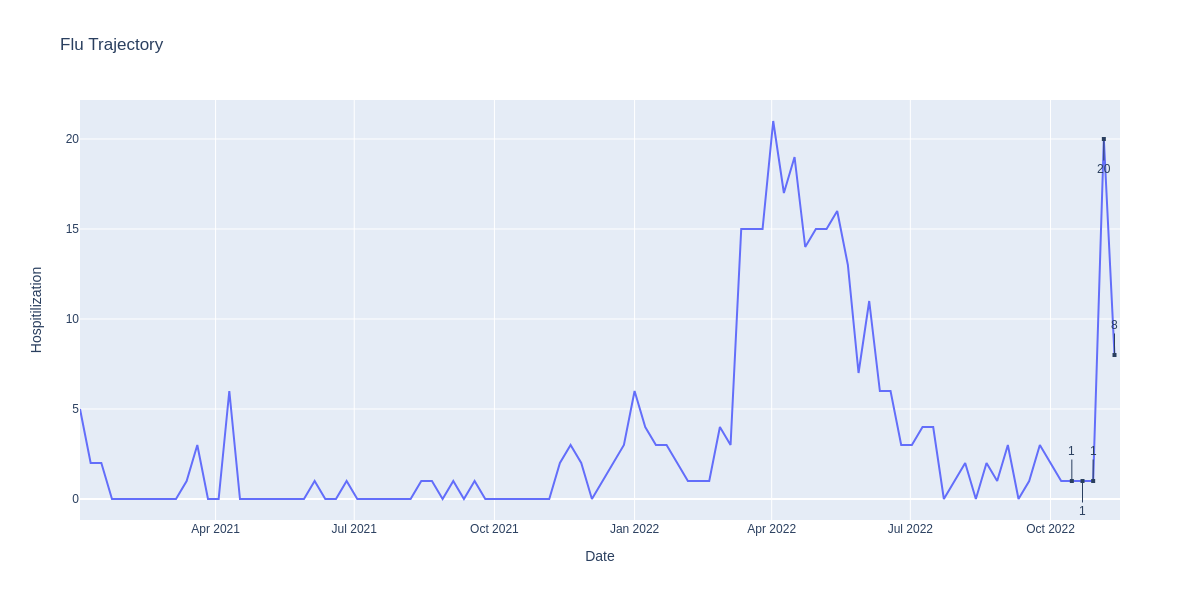 Flu Trajectory
Hospitilization
20
15
10
5
0
20
8
1
1
1
Apr 2021
Jul 2021
Oct 2021
Jan 2022
Apr 2022
Jul 2022
Oct 2022
Date